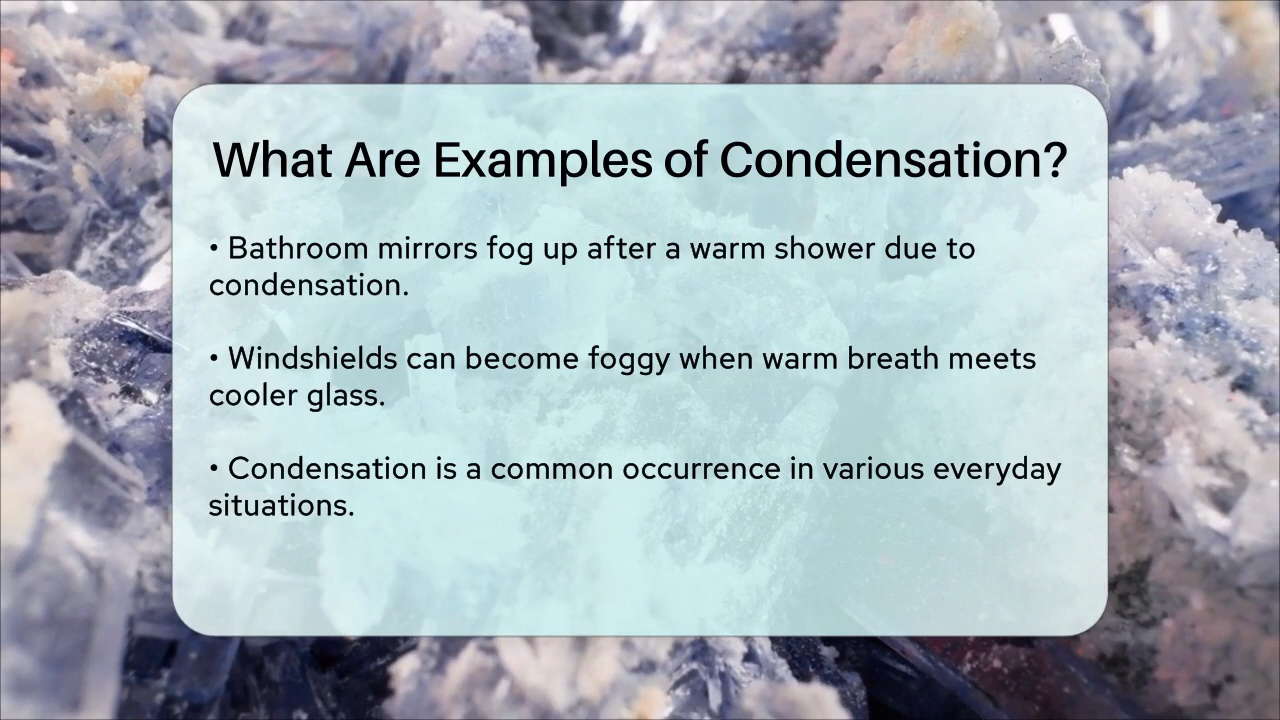 What Are Examples of Condensation?
• Bathroom mirrors fog up after a warm shower due to
condensation.
• Windshields can become foggy when warm breath meets
cooler glass.
• Condensation is a common occurrence in various everyday
situations.